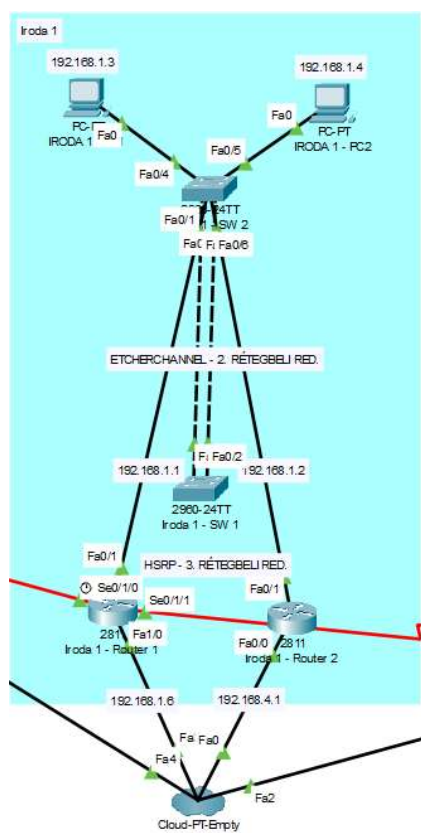 Iroda 1
192.168.1.3
192.168.1.4
Fa0
Fa0
PC-PT
IRODA 1 - PC2
IRODA 1
Fa0/4
Fa0/5
Fa0/1
Fa0/6
SW 2
ETCHERCHANNEL - 2. RÉTEGBELI RED.
Fa0/2
192.168.1.1
192.168.1.2
2960-24TT
Iroda 1 - SW 1
HSRP - 3. RÉTEGBELI RED.
Fa0/1
Fa0/1
Se0/1/0
Se0/1/1
Fa1/0
Iroda 1 - Router 1
2811
Iroda 1 - Router 2
Fa0/0
192.168.1.6
192.168.4.1
Fa4
Fa0
Fa2
Cloud-PT-Empty